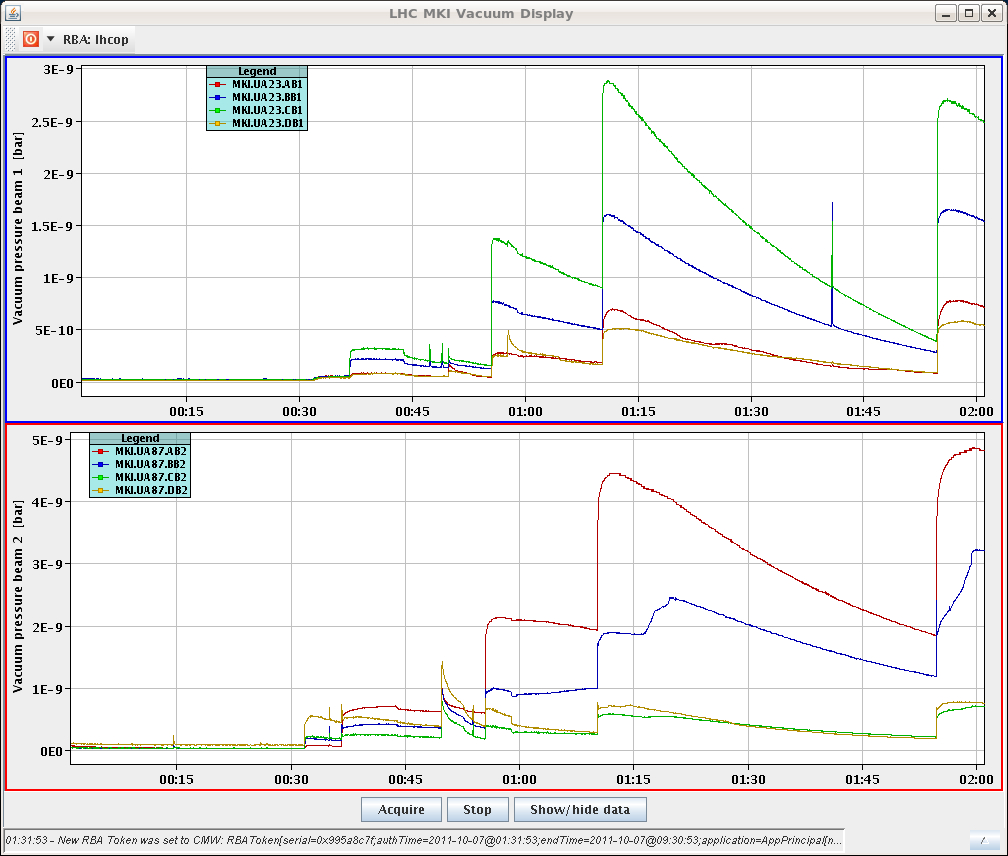 LHC MKI Vacuum Display
RBA: lhcop
Vacuum pressure beam 1 [bar]
3E-9
2.5E-9
2E-9
1.5E-9
1E-9
5E-10
0E0
Legend
MKI.UA23.AB1
MKI.UA23.BB1
MKI.UA23.CB1
MKI.UA23.DB1
00:15 00:30 00:45 01:00 01:15 01:30 01:45 02:00
Vacuum pressure beam 2 [bar]
5E-9
4E-9
3E-9
2E-9
1E-9
0E0
Legend
MKI.UA87.AB2
MKI.UA87.BB2
MKI.UA87.CB2
MKI.UA87.DB2
00:15 00:30 00:45 01:00 01:15 01:30 01:45 02:00
Acquire Stop Show/hide data
01:31:53 - New RBA Token was set to CMW: RBAToken[serial=0x995a8c7f;authTime=2011-10-07@01:31:53;endTime=2011-10-07@09:30:53;application=AppPrincipal[n...